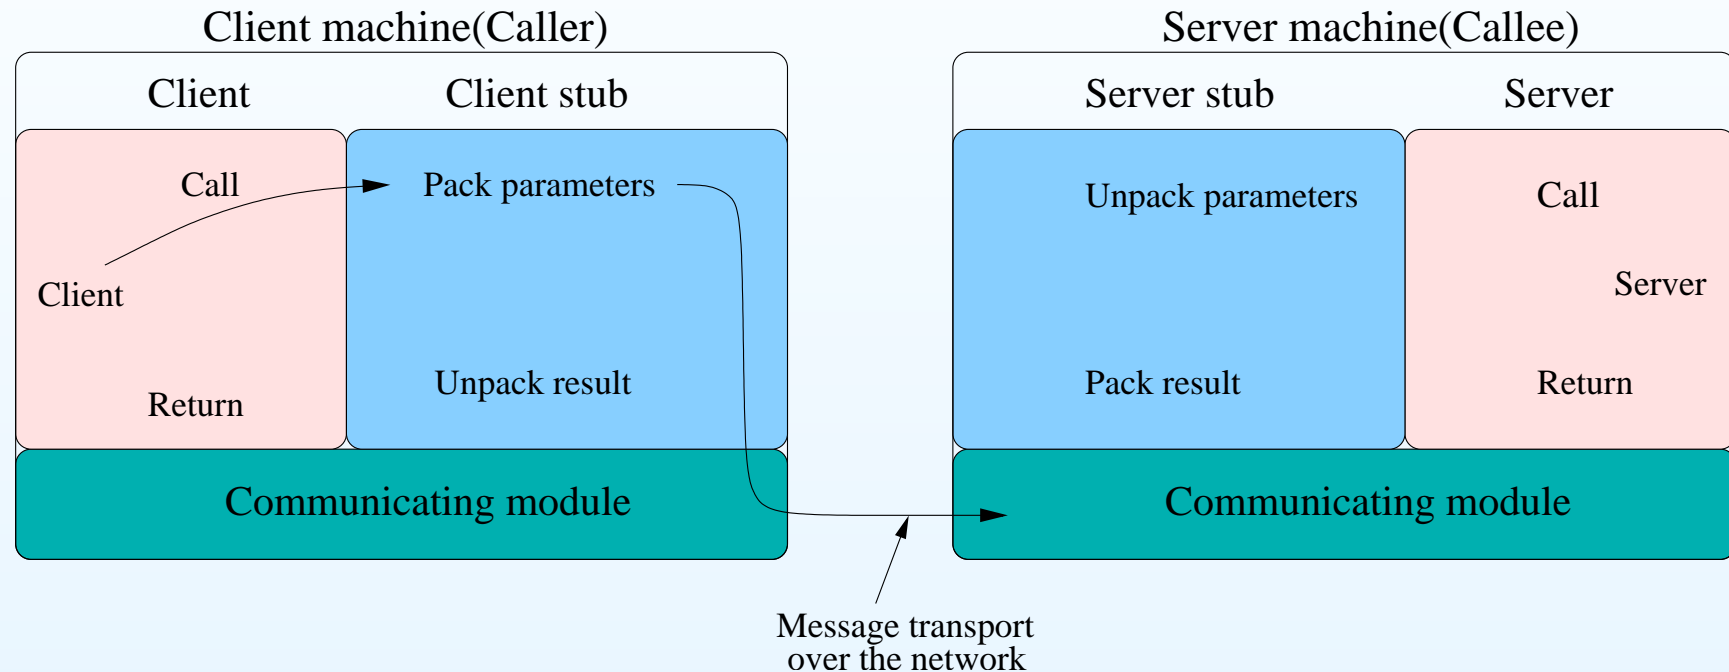 Client machine(Caller)
Server machine(Callee)
Client
Client stub
Server stub
Server
Call
Pack parameters
Unpack parameters
Call
Client
Server
Return
Unpack result
Pack result
Return
Communicating module
Communicating module
Message transport
over the network